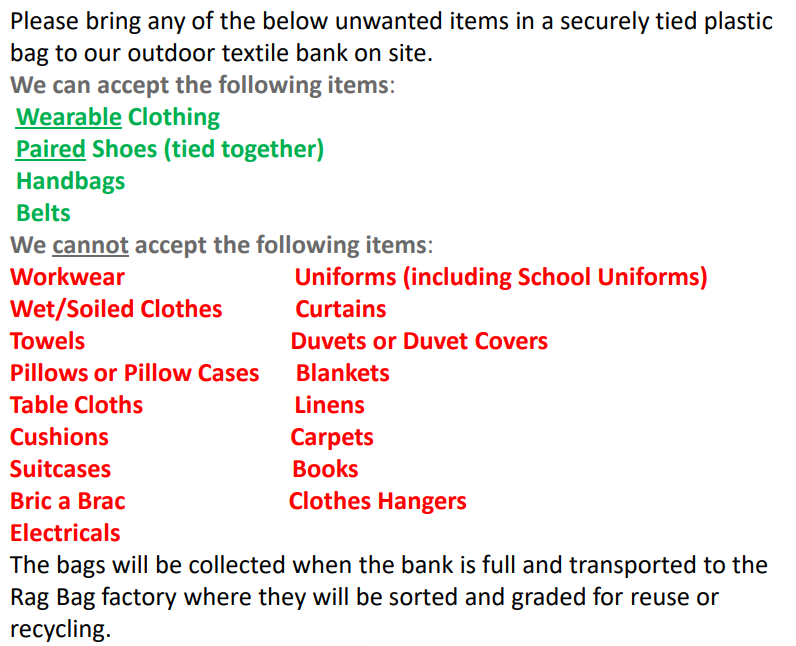 Please bring any of the below unwanted items in a securely tied plastic
bag to our outdoor textile bank on site.
We can accept the following items:
Wearable Clothing
Paired Shoes (tied together)
Handbags
Belts
We cannot accept the following items:
Workwear Uniforms (including School Uniforms)
Wet/Soiled Clothes Curtains
Towels Duvets or Duvet Covers
Pillows or Pillow Cases Blankets
Table Cloths Linens
Cushions Carpets
Suitcases Books
Bric a Brac Clothes Hangers
Electricals
The bags will be collected when the bank is full and transported to the
Rag Bag factory where they will be sorted and graded for reuse or
recycling.